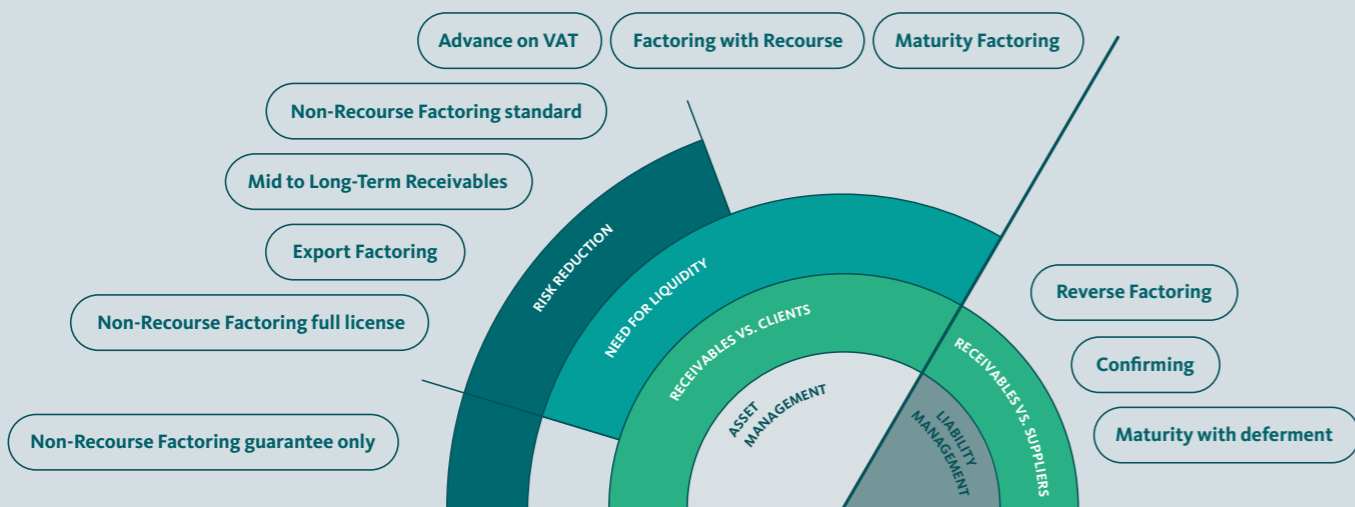 Advance on VAT
Factoring with Recourse
Maturity Factoring
Non-Recourse Factoring standard
Mid to Long-Term Receivables
Export Factoring
Non-Recourse Factoring full license
Non-Recourse Factoring guarantee only
RISK REDUCTION
NEED FOR LIQUIDITY
RECEIVABLES VS. CLIENTS
ASSET
MANAGEMENT
LIABILITY
MANAGEMENT
RECEIVABLES VS. SUPPLIERS
Reverse Factoring
Confirming
Maturity with deferment